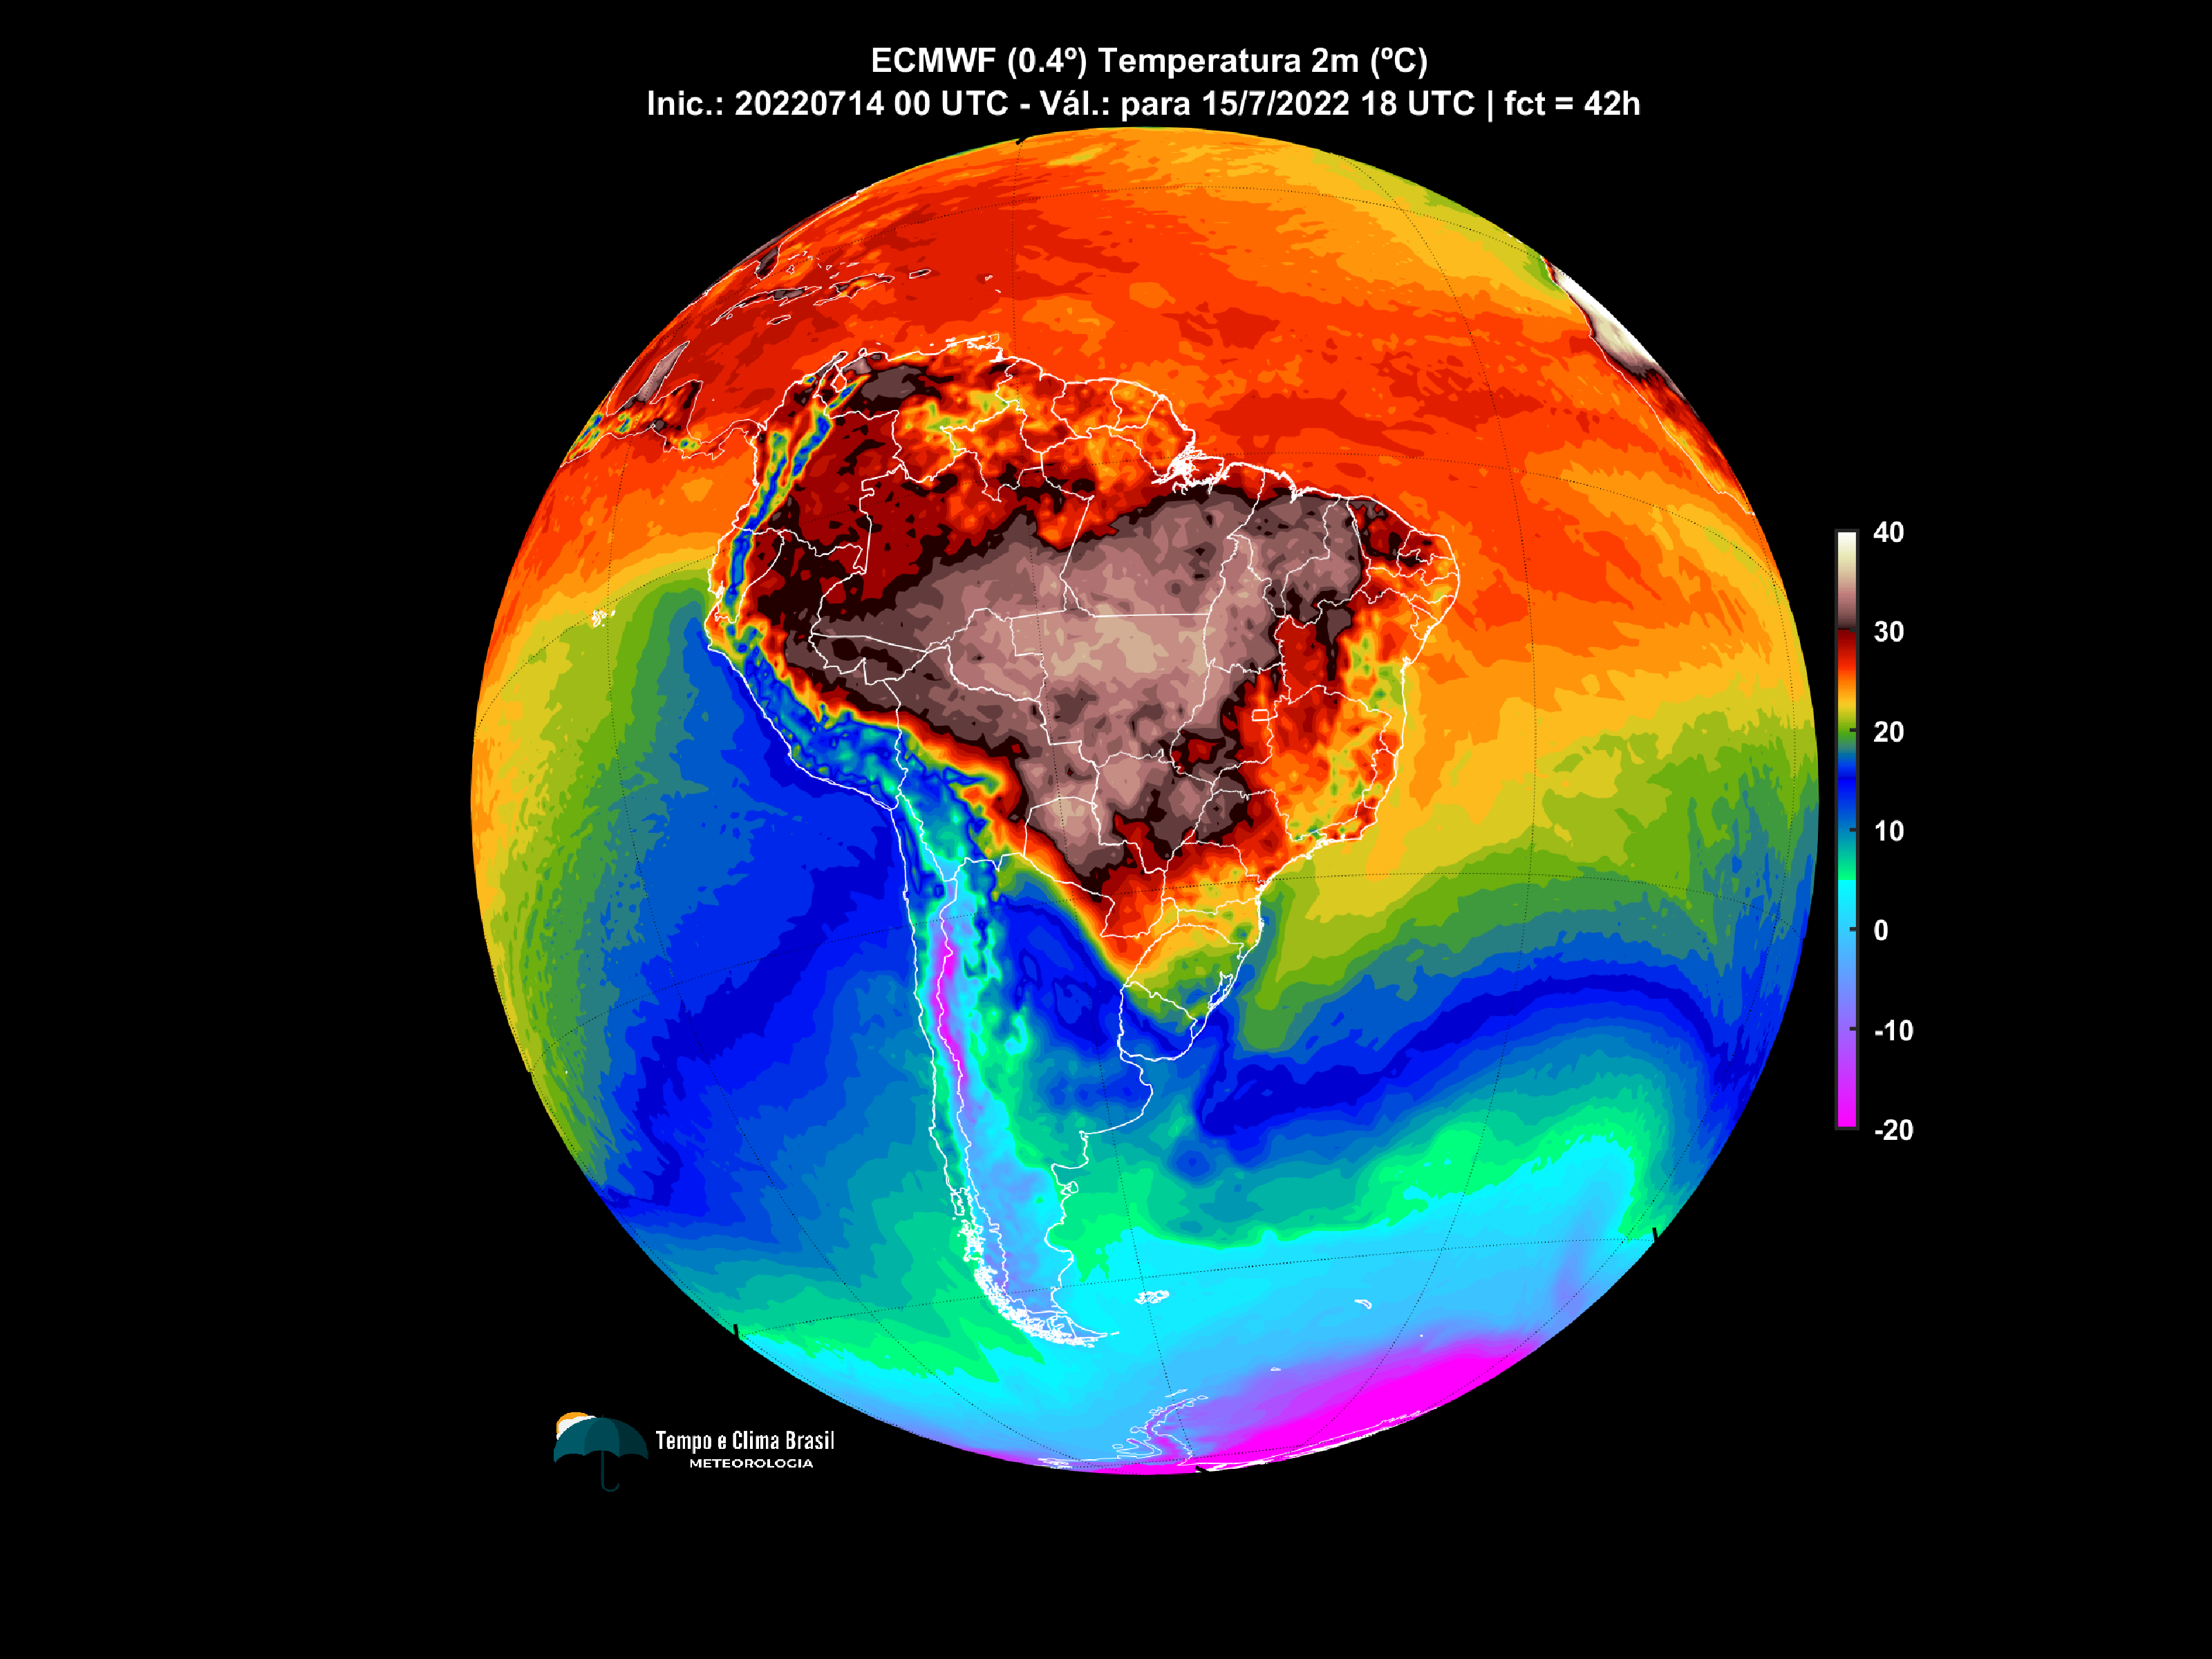 ECMWF (0.4º) Temperatura 2m (ºC)
Inic.: 20220714 00 UTC - Vál.: para 15/7/2022 18 UTC | fct = 42h
40
30
20
10
0
-10
-20
Tempo e Clima Brasil
METEOROLOGIA